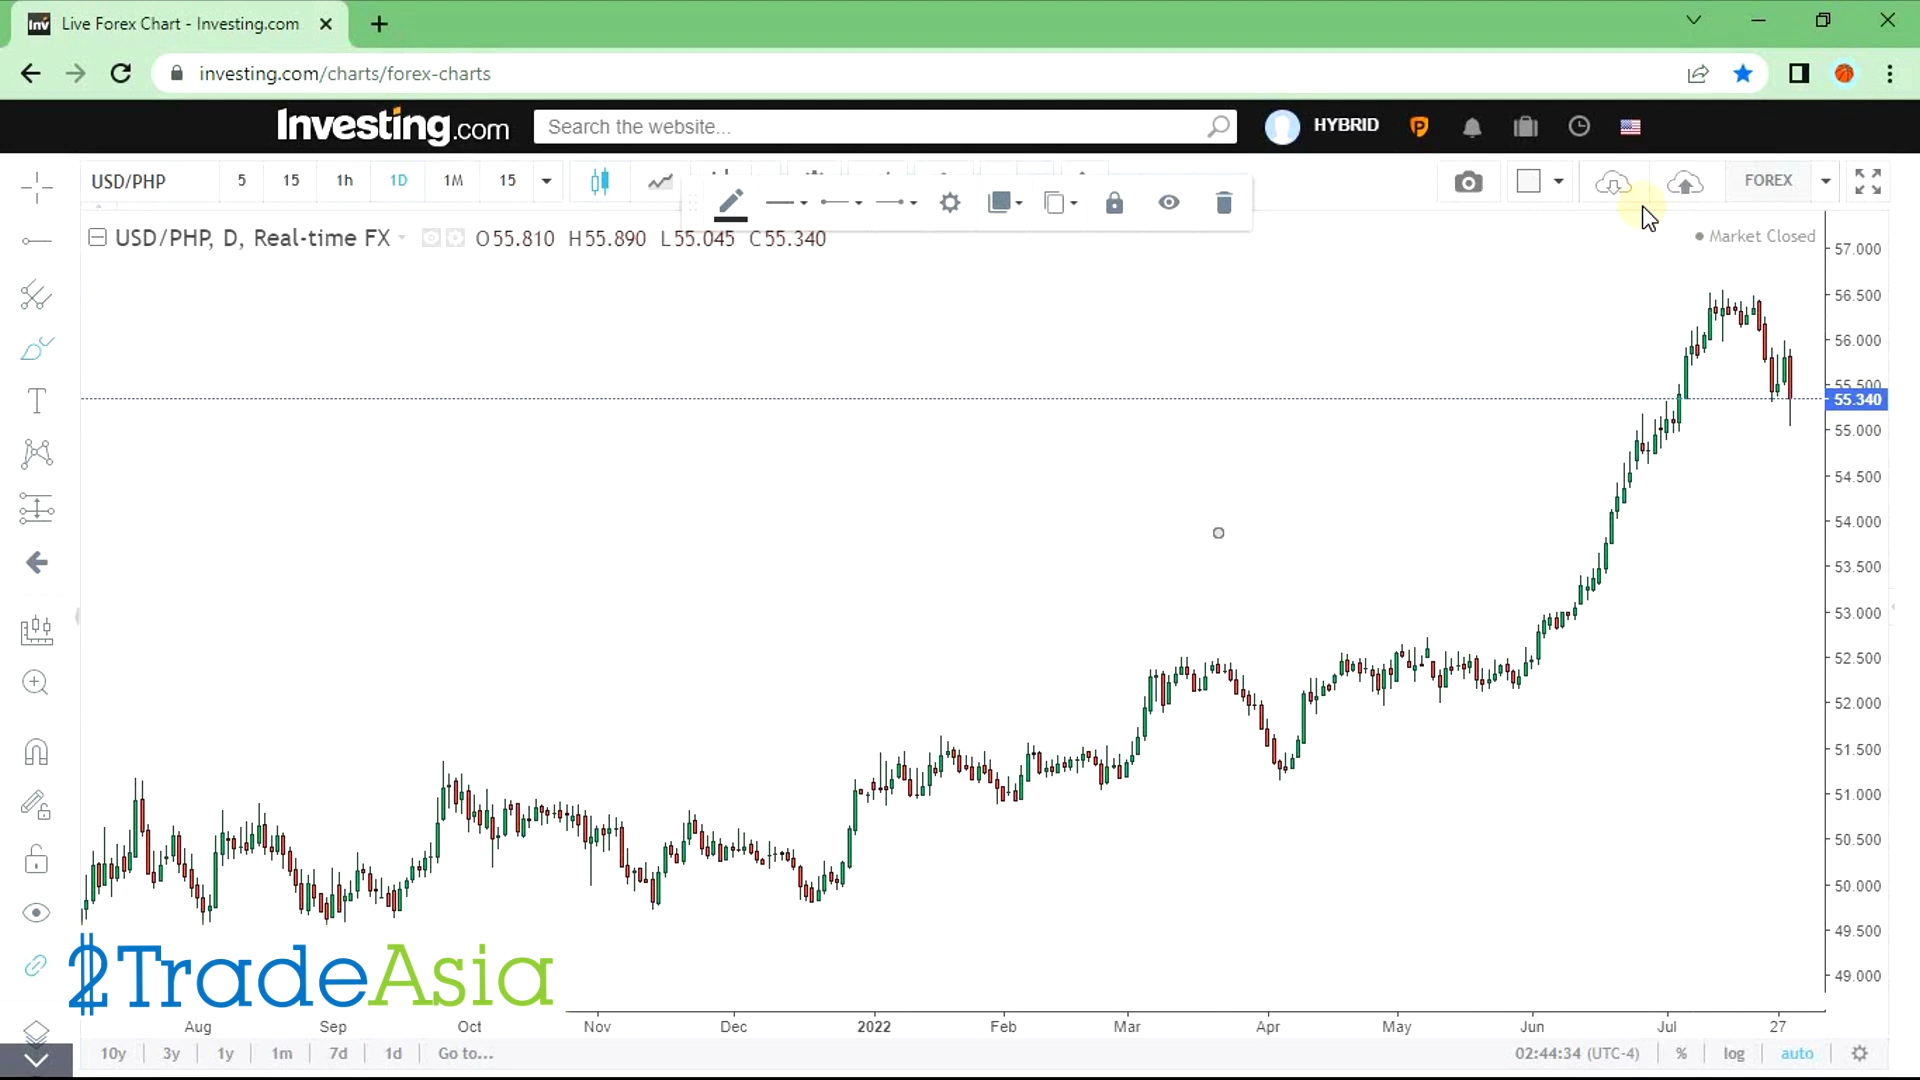 Inv Live Forex Chart - Investing.com
investing.com/charts/forex-charts
Investing.com Search the website... HYBRID P
USD/PHP 5 15 1h 1D 1M 15 FOREX
USD/PHP, D, Real-time FX O55.810 H55.890 L55.045 C55.340 Market Closed
57.000
56.500
56.000
55.500
55.340
55.000
54.500
54.000
53.500
53.000
52.500
52.000
51.500
51.000
50.500
50.000
49.500
49.000
2TradeAsia
Aug Sep Oct Nov Dec 2022 Feb Mar Apr May Jun Jul 27
10y 3y 1y 1m 7d 1d Go to... 02:44:34 (UTC-4) % log auto